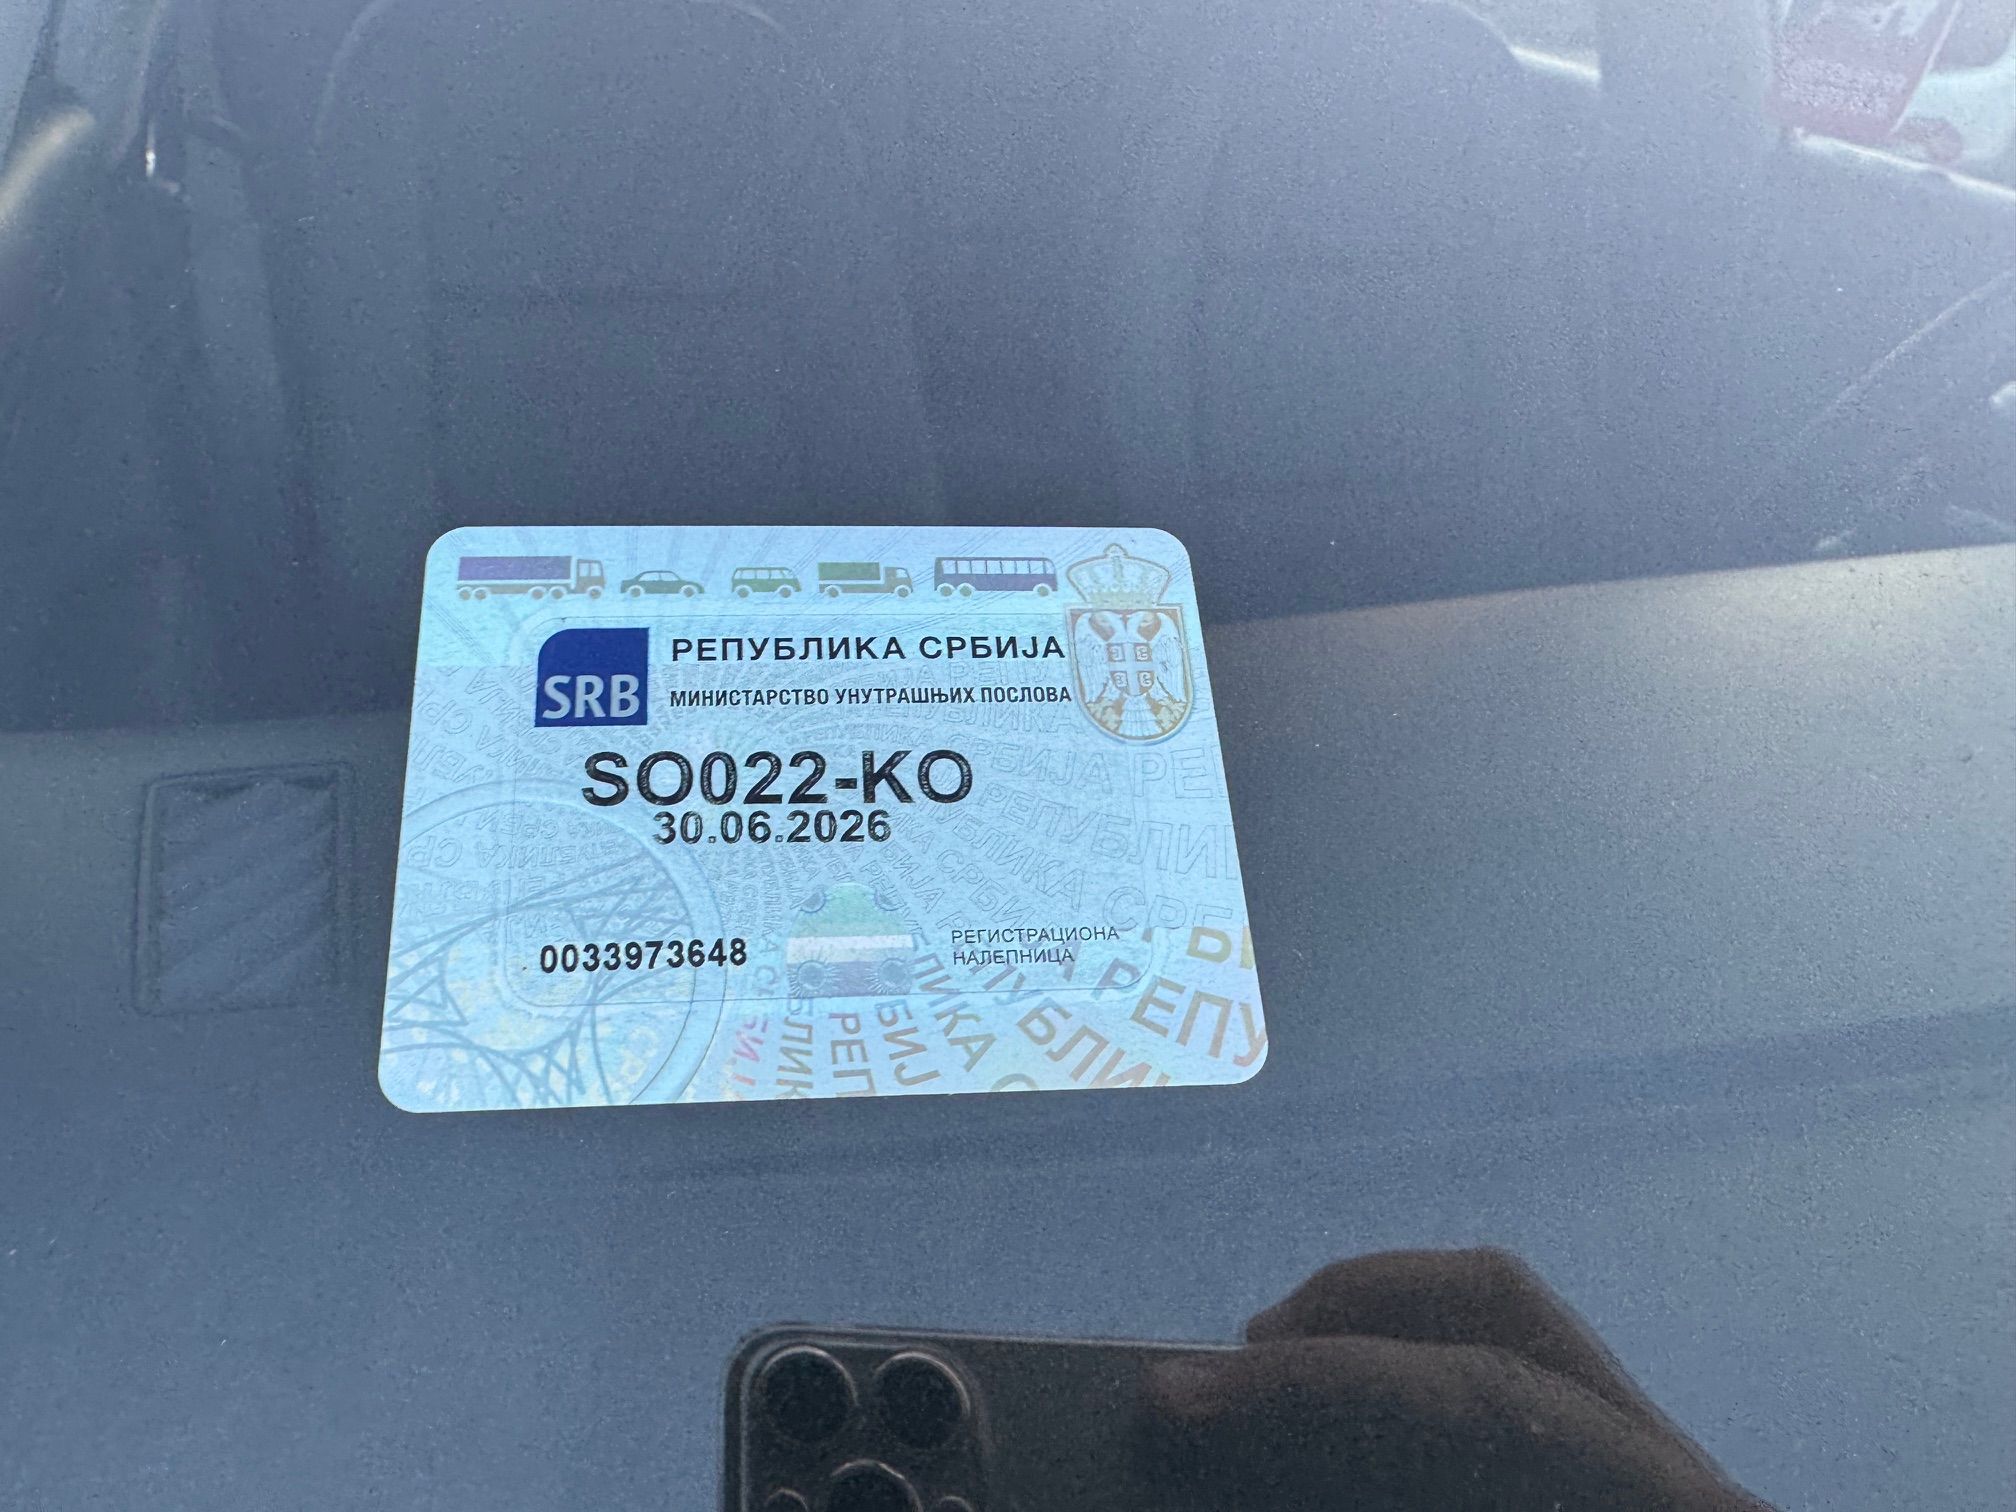 РЕПУБЛИКА СРБИЈА
SRB
МИНИСТАРСТВО УНУТРАШЊИХ ПОСЛОВА
SO022-KO
30.06.2026
0033973648
РЕГИСТРАЦИОНА
НАЛЕПНИЦА